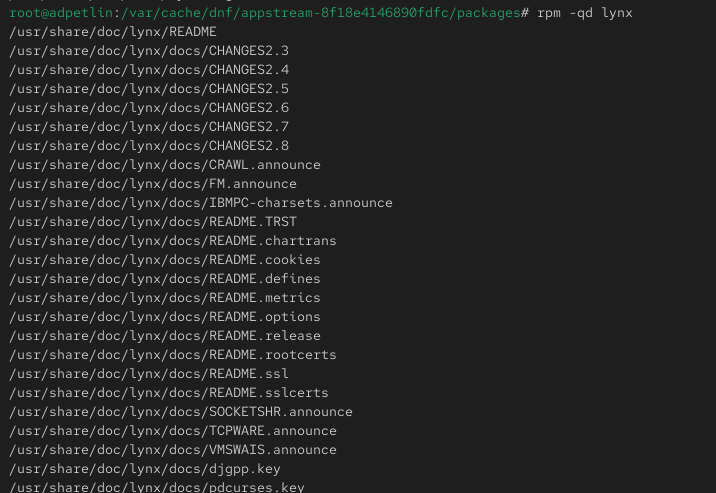 root@adpetlin:/var/cache/dnf/appstream-8f18e4146890fdfc/packages# rpm -qd lynx
/usr/share/doc/lynx/README
/usr/share/doc/lynx/docs/CHANGES2.3
/usr/share/doc/lynx/docs/CHANGES2.4
/usr/share/doc/lynx/docs/CHANGES2.5
/usr/share/doc/lynx/docs/CHANGES2.6
/usr/share/doc/lynx/docs/CHANGES2.7
/usr/share/doc/lynx/docs/CHANGES2.8
/usr/share/doc/lynx/docs/CRAWL.announce
/usr/share/doc/lynx/docs/FM.announce
/usr/share/doc/lynx/docs/IBMPC-charsets.announce
/usr/share/doc/lynx/docs/README.TRST
/usr/share/doc/lynx/docs/README.chartrans
/usr/share/doc/lynx/docs/README.cookies
/usr/share/doc/lynx/docs/README.defines
/usr/share/doc/lynx/docs/README.metrics
/usr/share/doc/lynx/docs/README.options
/usr/share/doc/lynx/docs/README.release
/usr/share/doc/lynx/docs/README.rootcerts
/usr/share/doc/lynx/docs/README.ssl
/usr/share/doc/lynx/docs/README.sslcerts
/usr/share/doc/lynx/docs/SOCKETSHR.announce
/usr/share/doc/lynx/docs/TCPWARE.announce
/usr/share/doc/lynx/docs/VMSWAIS.announce
/usr/share/doc/lynx/docs/djgpp.key
/usr/share/doc/lynx/docs/pdcurses.key